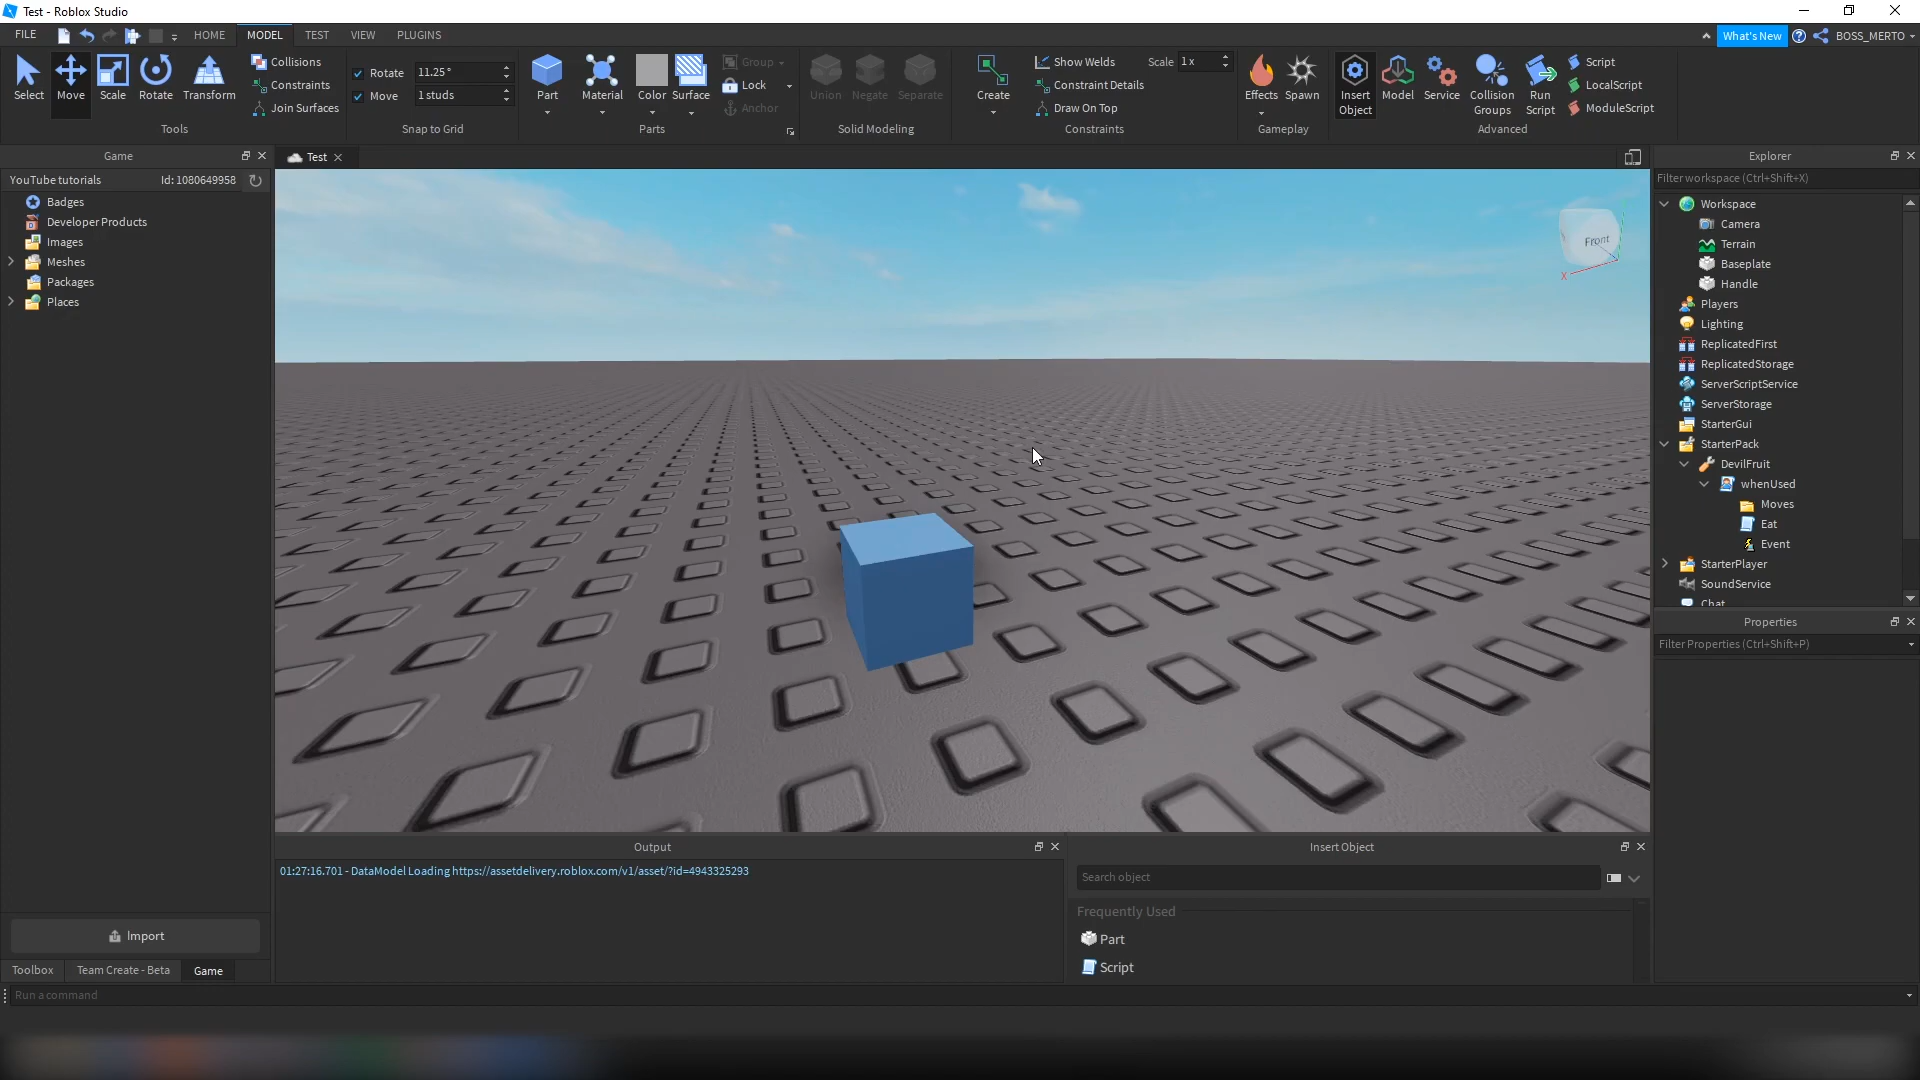 Test - Roblox Studio
FILE HOME MODEL TEST VIEW PLUGINS What's New BOSS_MERTO
Select Move Scale Rotate Transform
Collisions
Constraints
Join Surfaces
Tools
Rotate 11.25°
Move 1 studs
Snap to Grid
Part Material Color Surface
Group
Lock
Anchor
Parts
Union Negate Separate
Solid Modeling
Create
Show Welds Scale 1 x
Constraint Details
Draw On Top
Constraints
Effects Spawn
Gameplay
Insert Object
Model
Service
Collision Groups
Run Script
Script
LocalScript
ModuleScript
Advanced
Game
YouTube tutorials Id: 1080649958
Badges
Developer Products
Images
Meshes
Packages
Places
Import
Toolbox Team Create - Beta Game
Test
Front
X
Output
01:27:16.701 - DataModel Loading https://assetdelivery.roblox.com/v1/asset/?id=4943325293
Insert Object
Search object
Frequently Used
Part
Script
Explorer
Filter workspace (Ctrl+Shift+X)
Workspace
Camera
Terrain
Baseplate
Handle
Players
Lighting
ReplicatedFirst
ReplicatedStorage
ServerScriptService
ServerStorage
StarterGui
StarterPack
DevilFruit
whenUsed
Moves
Eat
Event
StarterPlayer
SoundService
Chat
Properties
Filter Properties (Ctrl+Shift+P)
Run a command